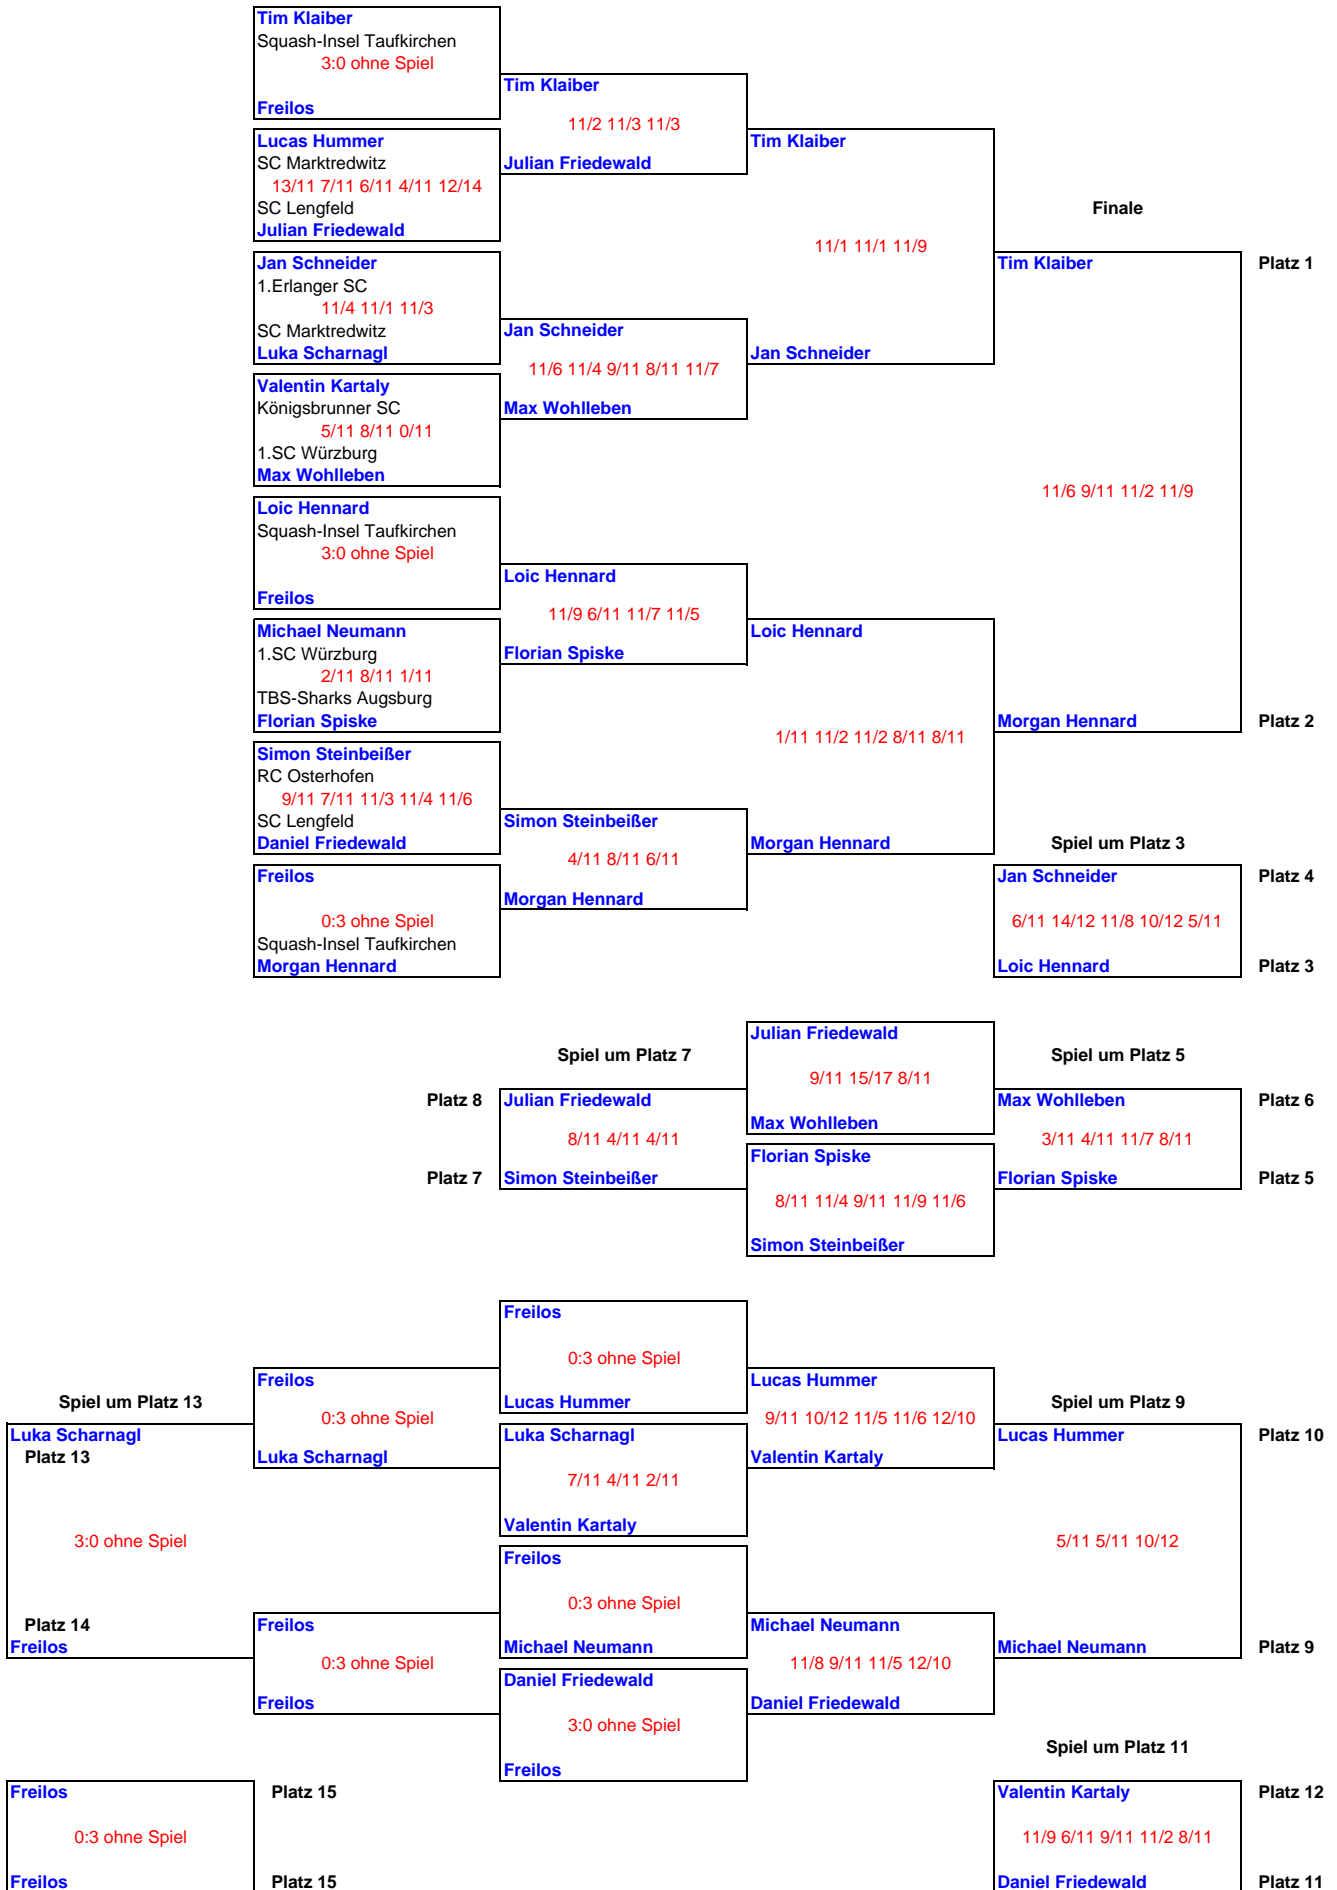 Tim Klaiber
Squash-Insel Taufkirchen
3:0 ohne Spiel
Freilos
Lucas Hummer
SC Marktredwitz
13/11 7/11 6/11 4/11 12/14
SC Lengfeld
Julian Friedewald
Jan Schneider
1.Erlanger SC
11/4 11/1 11/3
SC Marktredwitz
Luka Scharnagl
Valentin Kartaly
Königsbrunner SC
5/11 8/11 0/11
1.SC Würzburg
Max Wohlleben
Loic Hennard
Squash-Insel Taufkirchen
3:0 ohne Spiel
Freilos
Michael Neumann
1.SC Würzburg
2/11 8/11 1/11
TBS-Sharks Augsburg
Florian Spiske
Simon Steinbeißer
RC Osterhofen
9/11 7/11 11/3 11/4 11/6
SC Lengfeld
Daniel Friedewald
Freilos
0:3 ohne Spiel
Squash-Insel Taufkirchen
Morgan Hennard
Tim Klaiber
11/2 11/3 11/3
Julian Friedewald
Jan Schneider
11/6 11/4 9/11 8/11 11/7
Max Wohlleben
Loic Hennard
11/9 6/11 11/7 11/5
Florian Spiske
Simon Steinbeißer
4/11 8/11 6/11
Morgan Hennard
Tim Klaiber
11/1 11/1 11/9
Jan Schneider
Loic Hennard
1/11 11/2 11/2 8/11 8/11
Morgan Hennard
Finale
Tim Klaiber
Platz 1
11/6 9/11 11/2 11/9
Morgan Hennard
Platz 2
Spiel um Platz 3
Jan Schneider
Platz 4
6/11 14/12 11/8 10/12 5/11
Loic Hennard
Platz 3
Spiel um Platz 7
Platz 8
Julian Friedewald
8/11 4/11 4/11
Platz 7
Simon Steinbeißer
Julian Friedewald
9/11 15/17 8/11
Max Wohlleben
Florian Spiske
8/11 11/4 9/11 11/9 11/6
Simon Steinbeißer
Spiel um Platz 5
Max Wohlleben
Platz 6
3/11 4/11 11/7 8/11
Florian Spiske
Platz 5
Spiel um Platz 13
Luka Scharnagl
Platz 13
3:0 ohne Spiel
Platz 14
Freilos
Freilos
0:3 ohne Spiel
Luka Scharnagl
Freilos
0:3 ohne Spiel
Freilos
Freilos
0:3 ohne Spiel
Lucas Hummer
Luka Scharnagl
7/11 4/11 2/11
Valentin Kartaly
Freilos
0:3 ohne Spiel
Michael Neumann
Daniel Friedewald
3:0 ohne Spiel
Freilos
Lucas Hummer
9/11 10/12 11/5 11/6 12/10
Valentin Kartaly
Michael Neumann
11/8 9/11 11/5 12/10
Daniel Friedewald
Spiel um Platz 9
Lucas Hummer
Platz 10
5/11 5/11 10/12
Michael Neumann
Platz 9
Freilos
Platz 15
0:3 ohne Spiel
Freilos
Platz 15
Spiel um Platz 11
Valentin Kartaly
Platz 12
11/9 6/11 9/11 11/2 8/11
Daniel Friedewald
Platz 11